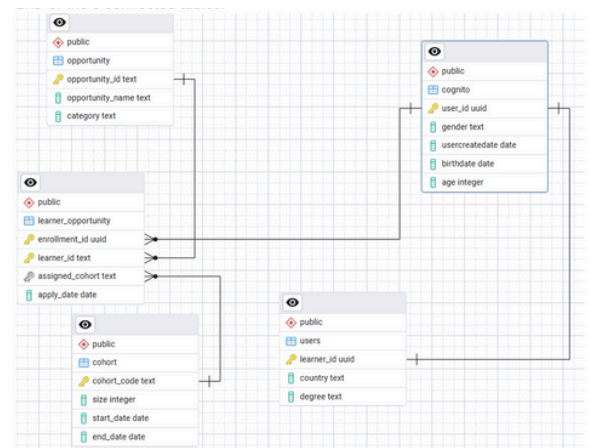 public
opportunity
opportunity_id text
opportunity_name text
category text
public
cognito
user_id uuid
gender text
usercreatedate date
birthdate date
age integer
public
learner_opportunity
enrollment_id uuid
learner_id text
assigned_cohort text
apply_date date
public
cohort
cohort_code text
size integer
start_date date
end_date date
public
users
learner_id uuid
country text
degree text